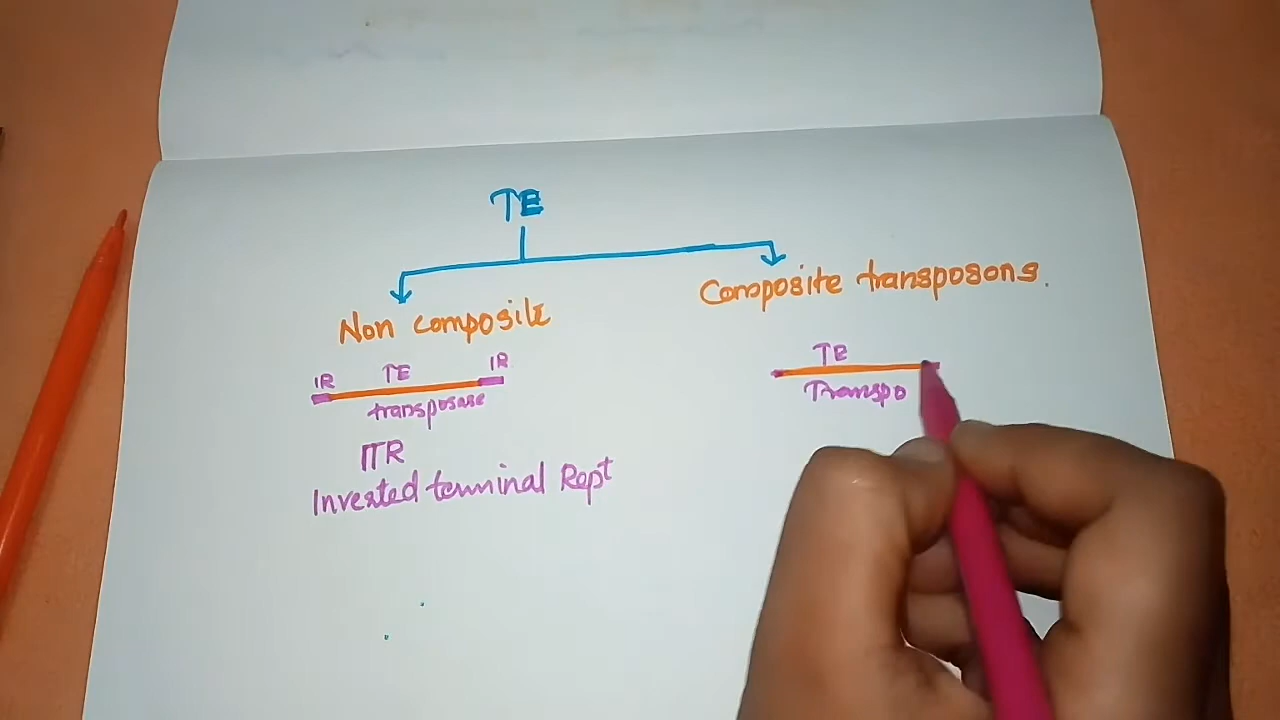 TE
Non composite
Composite transposons.
IR TE IR
transposase
TE
Transpo
ITR
Inverted terminal Rept